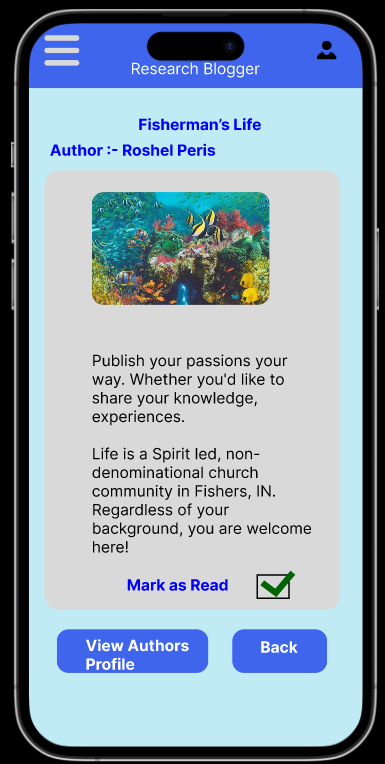 Research Blogger
Fisherman’s Life
Author :- Roshel Peris
Publish your passions your
way. Whether you'd like to
share your knowledge,
experiences.
Life is a Spirit led, non-
denominational church
community in Fishers, IN.
Regardless of your
background, you are welcome
here!
Mark as Read
View Authors
Profile
Back